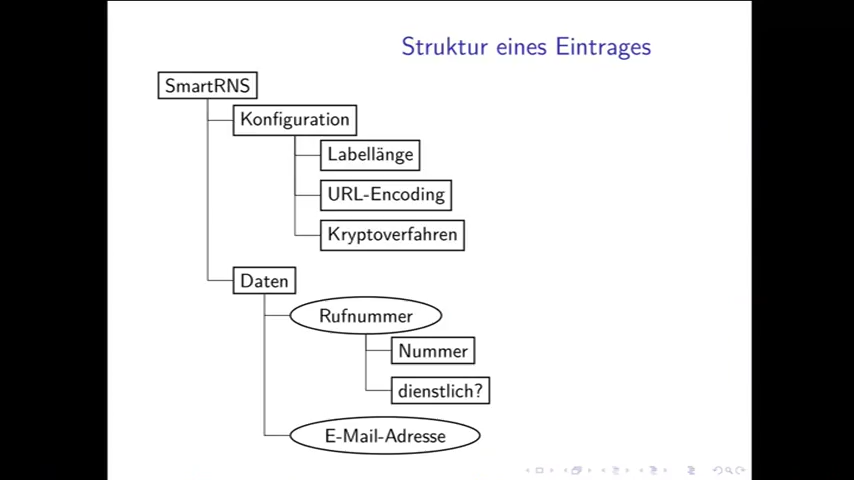 Struktur eines Eintrages
SmartRNS
Konfiguration
Labellänge
URL-Encoding
Kryptoverfahren
Daten
Rufnummer
Nummer
dienstlich?
E-Mail-Adresse